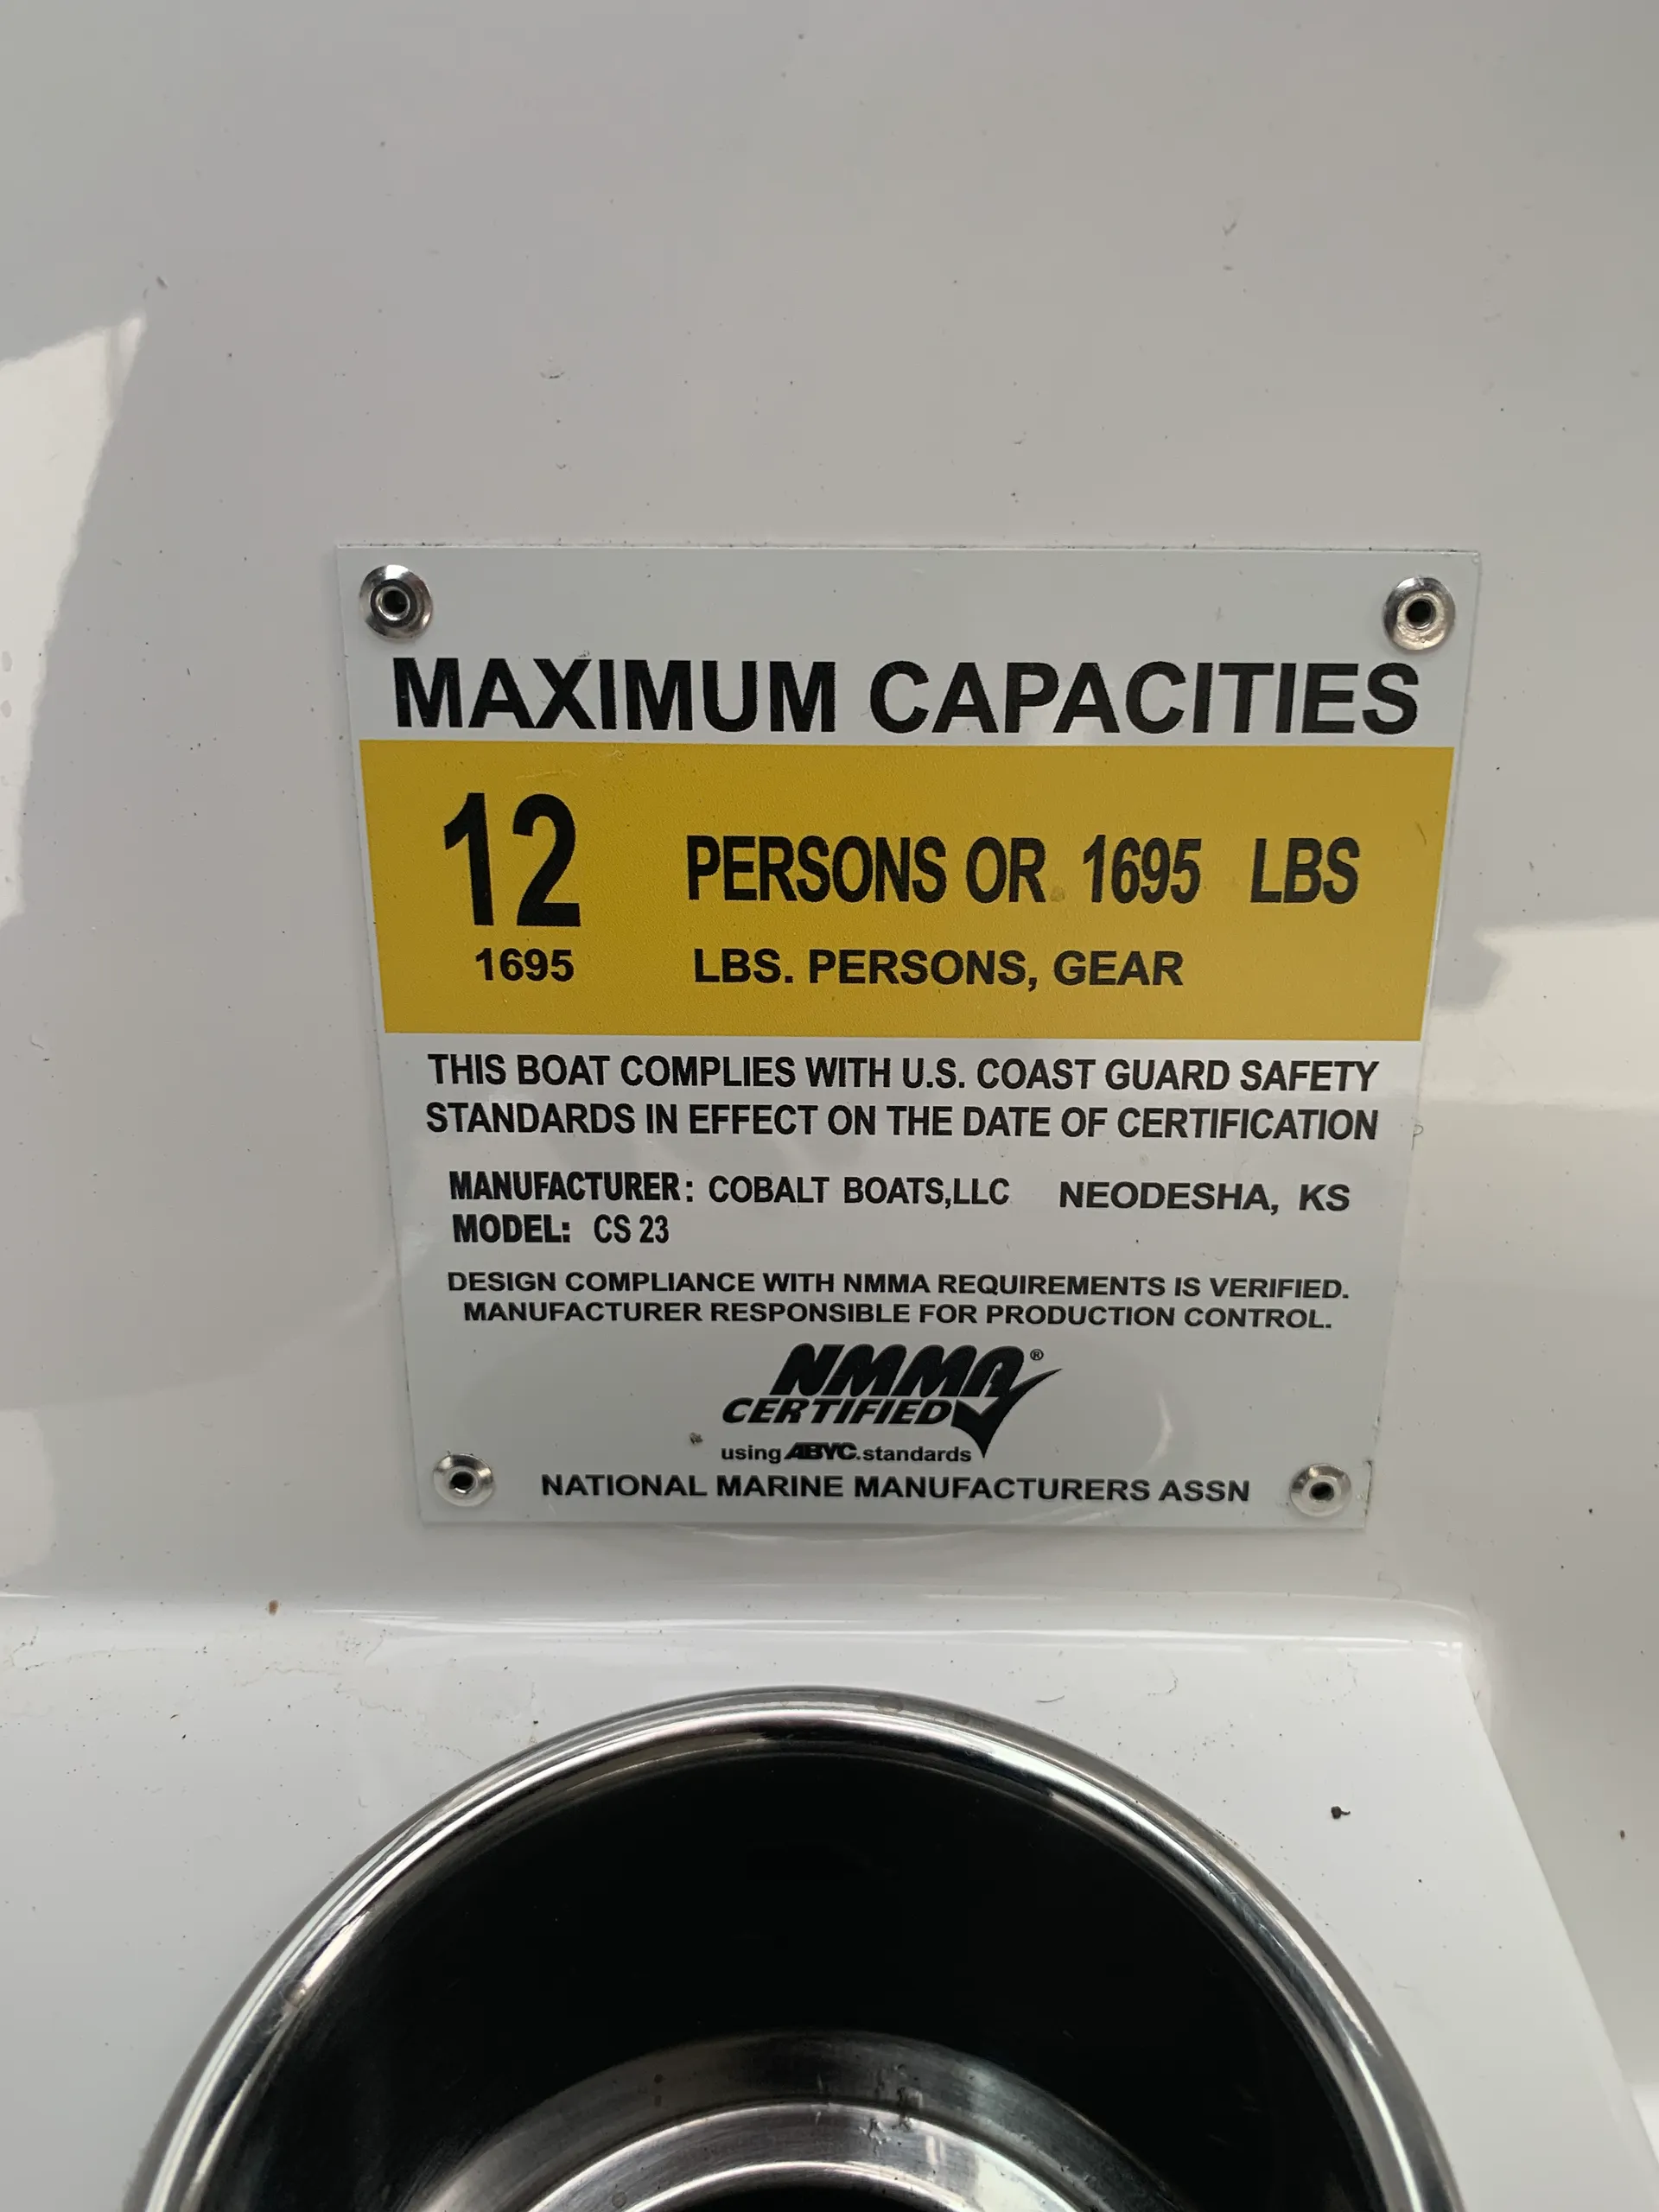 MAXIMUM CAPACITIES
12 PERSONS OR 1695 LBS
1695 LBS. PERSONS, GEAR
THIS BOAT COMPLIES WITH U.S. COAST GUARD SAFETY
STANDARDS IN EFFECT ON THE DATE OF CERTIFICATION
MANUFACTURER: COBALT BOATS,LLC NEODESHA, KS
MODEL: CS 23
DESIGN COMPLIANCE WITH NMMA REQUIREMENTS IS VERIFIED.
MANUFACTURER RESPONSIBLE FOR PRODUCTION CONTROL.
NMMA®
CERTIFIED
using ABYC standards
NATIONAL MARINE MANUFACTURERS ASSN